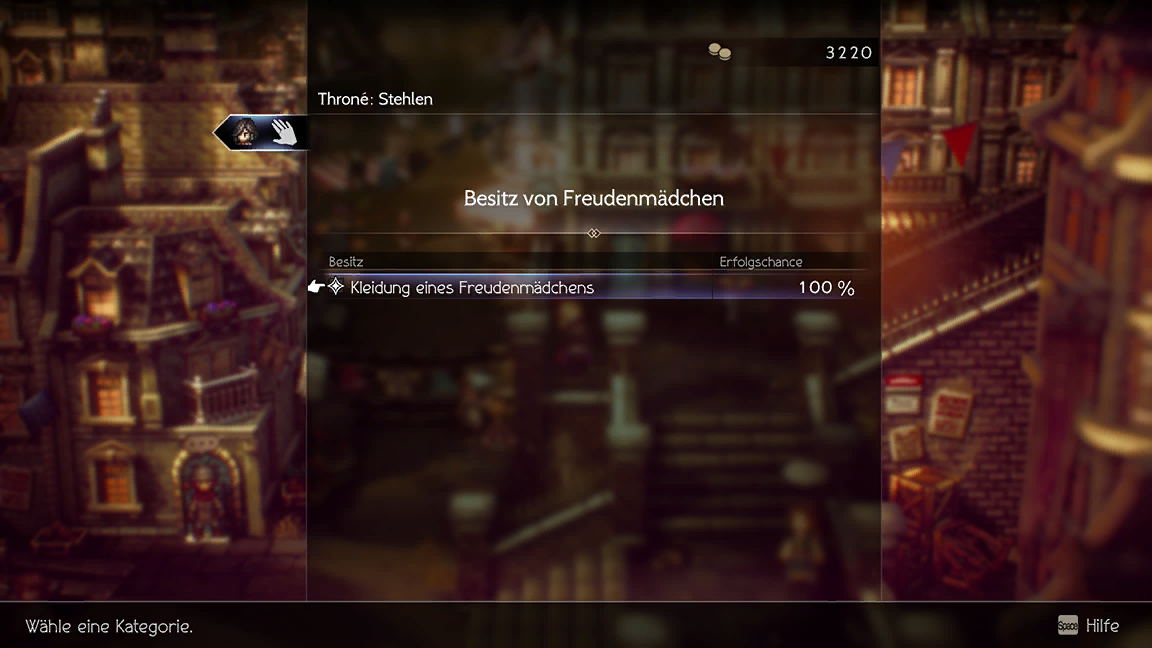 3220
Throné: Stehlen
Besitz von Freudenmädchen
Besitz Erfolgschance
Kleidung eines Freudenmädchens 100 %
Wähle eine Kategorie. Space Hilfe